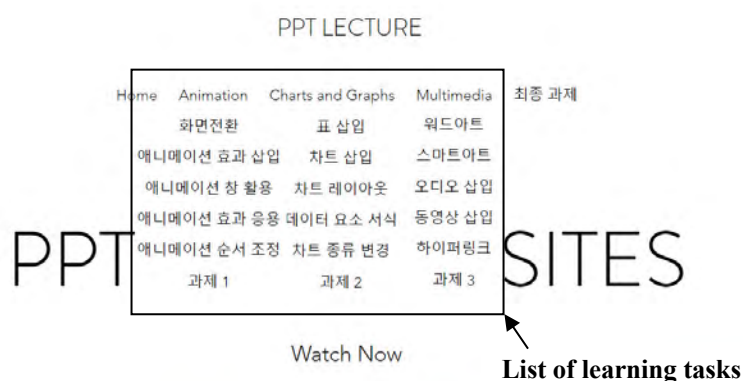 PPT LECTURE
Home Animation Charts and Graphs Multimedia 최종 과제
화면전환 표 삽입 워드아트
애니메이션 효과 삽입 차트 삽입 스마트아트
애니메이션 창 활용 차트 레이아웃 오디오 삽입
애니메이션 효과 응용 데이터 요소 서식 동영상 삽입
PPT SITES
애니메이션 순서 조정 차트 종류 변경 하이퍼링크
과제 1 과제 2 과제 3
Watch Now
List of learning tasks